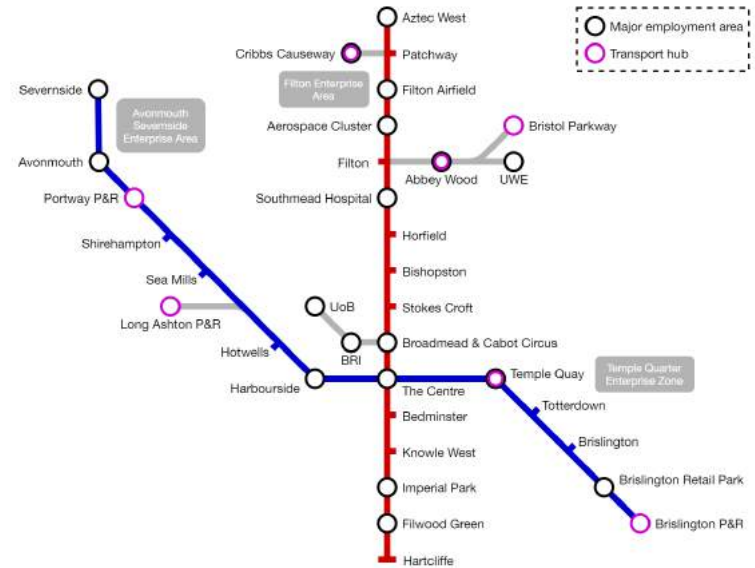 Aztec West
Major employment area
Transport hub
Cribbs Causeway
Patchway
Severnside
Filton Enterprise
Area
Filton Airfield
Avonmouth
Severnside
Enterprise Area
Aerospace Cluster
Bristol Parkway
Avonmouth
Filton
Abbey Wood
UWE
Portway P&R
Southmead Hospital
Shirehampton
Horfield
Sea Mills
Bishopston
Long Ashton P&R
UoB
Stokes Croft
Hotwells
BRI
Broadmead & Cabot Circus
Harbourside
The Centre
Temple Quay
Temple Quarter
Enterprise Zone
Bedminster
Totterdown
Knowle West
Brislington
Imperial Park
Brislington Retail Park
Filwood Green
Brislington P&R
Hartcliffe